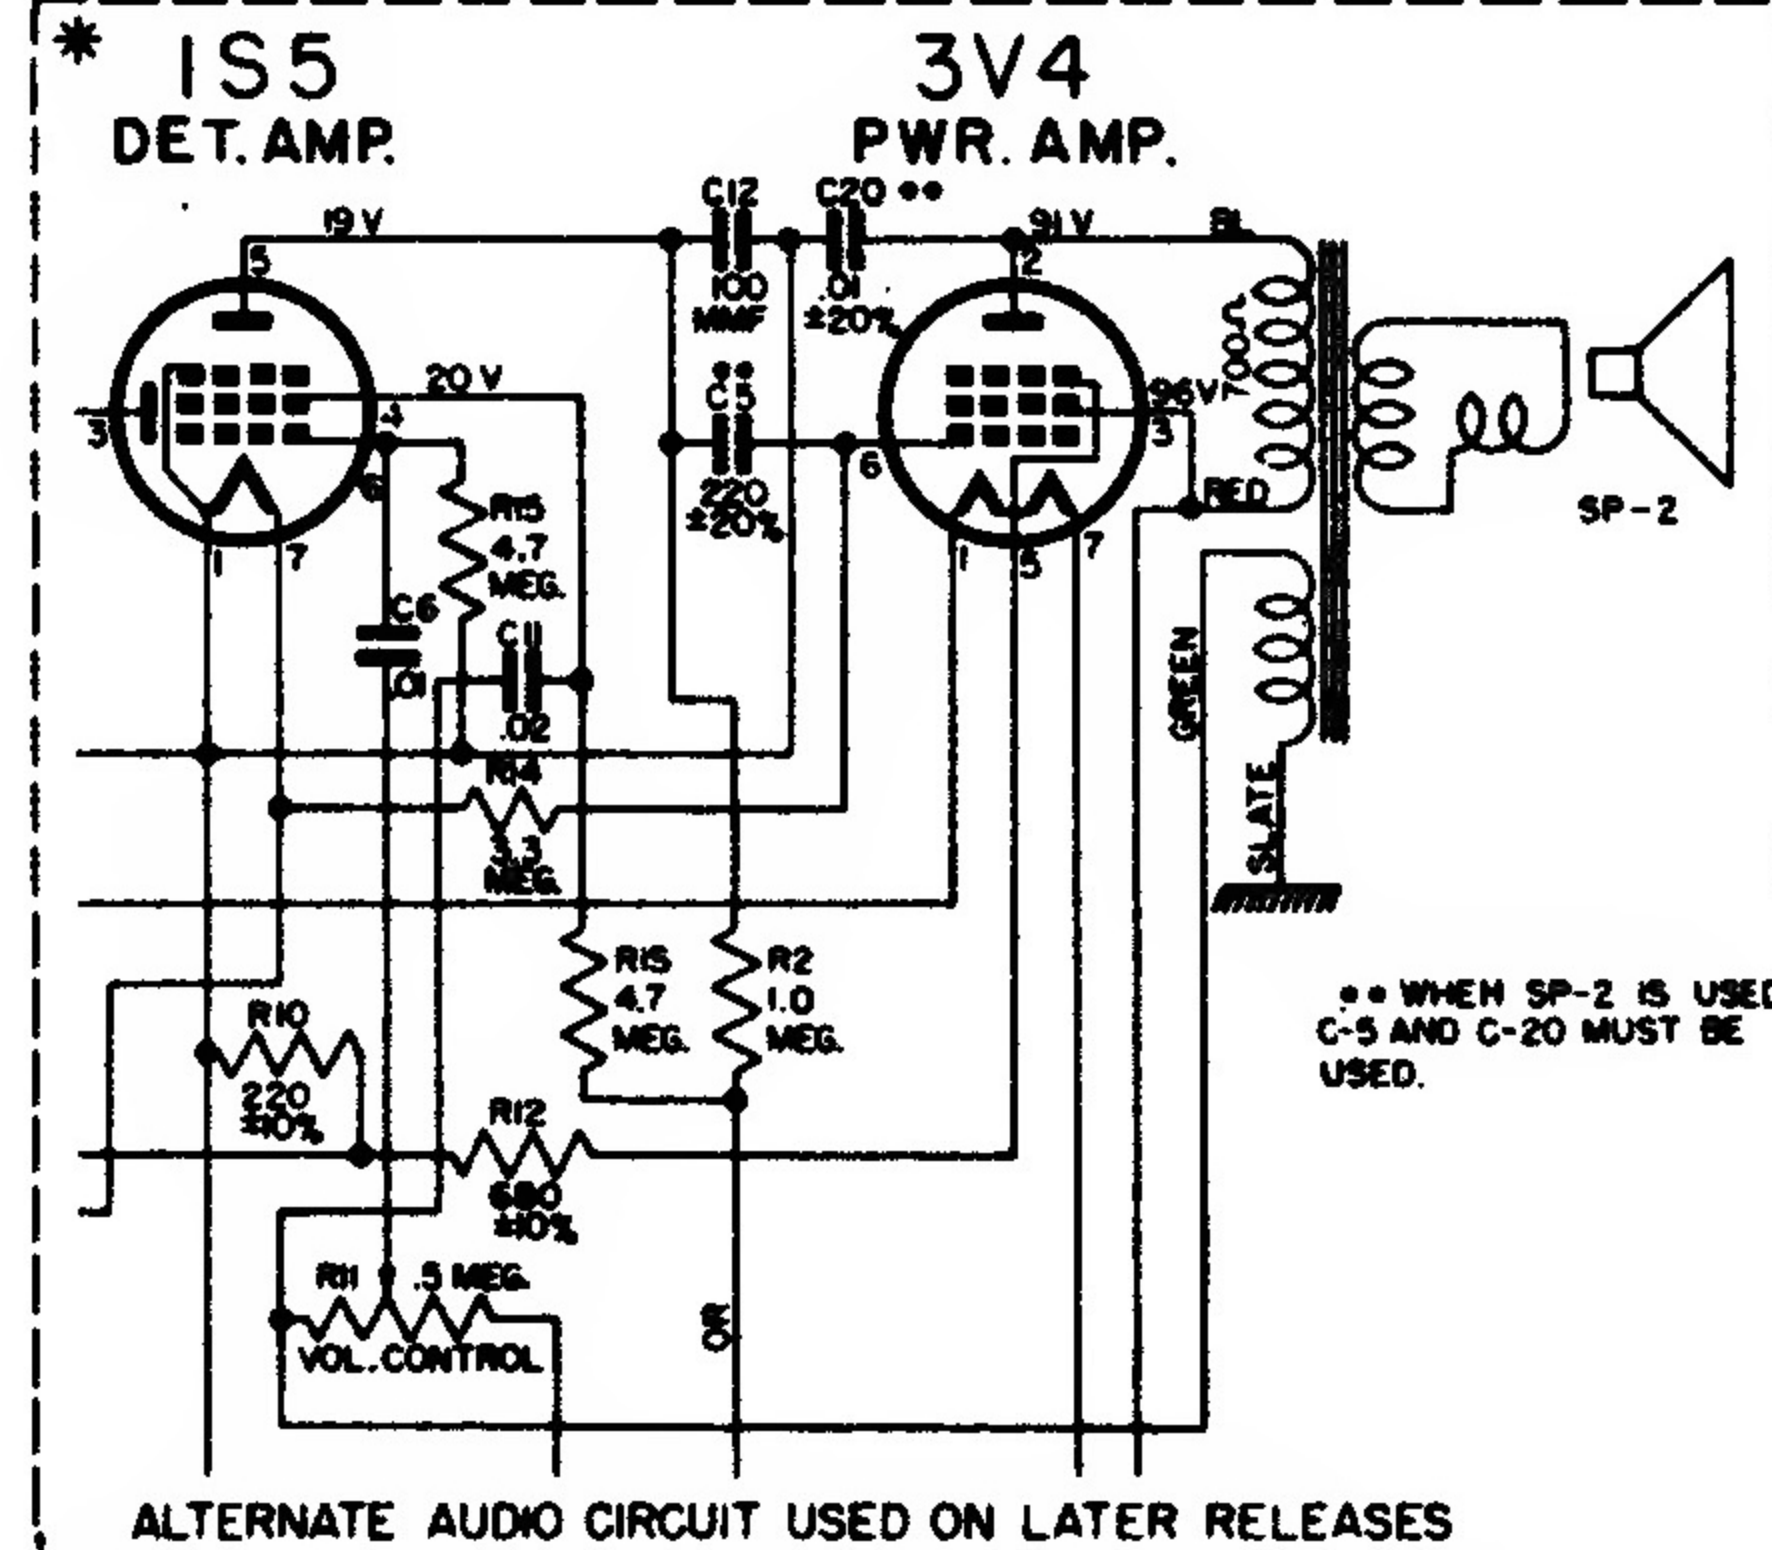 * 1S5
DET. AMP.
3V4
PWR. AMP.
19 V
5
3
20 V
4
6
1
7
C12
100
MMF
C20 **
.01
±20%
**
C5
220
±20%
R15
4.7
MEG.
C6
.01
C11
.02
R14
3.3
MEG.
91 V
2
BL
96V
3
6
1
5
7
700Ω
RED
GREEN
SLATE
SP-2
R10
220
±10%
R15
4.7
MEG.
R2
1.0
MEG.
R12
680
±10%
R11 .5 MEG.
VOL. CONTROL
OR
** WHEN SP-2 IS USED
C-5 AND C-20 MUST BE
USED.
ALTERNATE AUDIO CIRCUIT USED ON LATER RELEASES